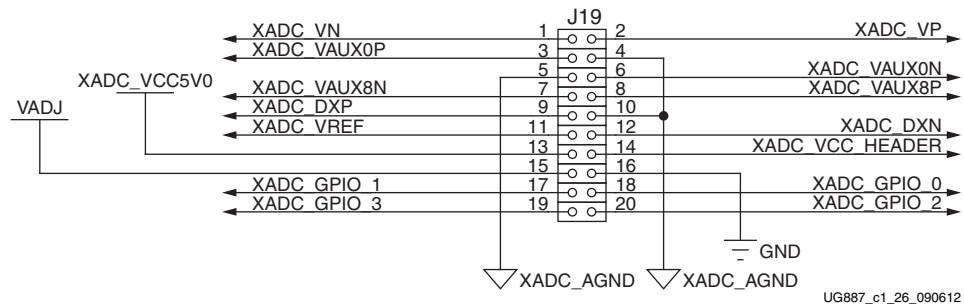 J19
XADC_VN 1 2 XADC_VP
XADC_VAUX0P 3 4
5 6 XADC_VAUX0N
XADC_VCC5V0
XADC_VAUX8N 7 8 XADC_VAUX8P
VADJ
XADC_DXP 9 10
XADC_VREF 11 12 XADC_DXN
13 14 XADC_VCC_HEADER
15 16
XADC_GPIO_1 17 18 XADC_GPIO_0
XADC_GPIO_3 19 20 XADC_GPIO_2
GND
XADC_AGND XADC_AGND
UG887_c1_26_090612